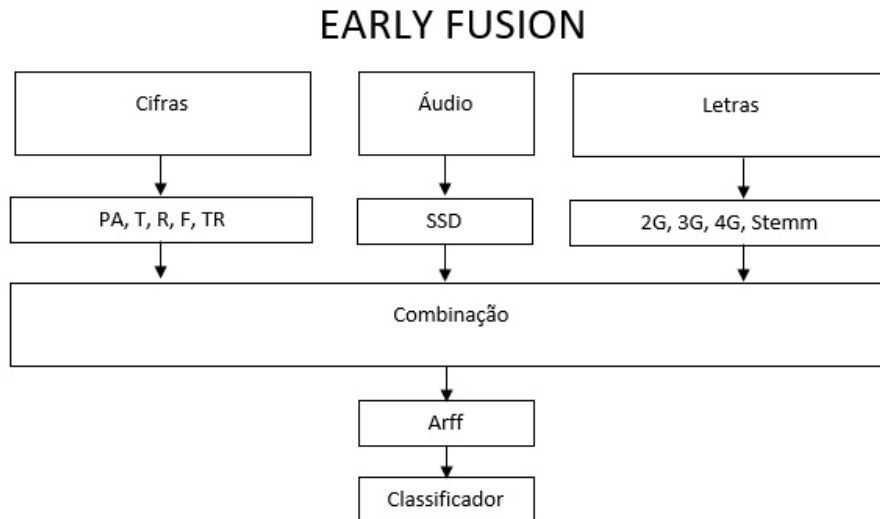 EARLY FUSION
Cifras
Áudio
Letras
PA, T, R, F, TR
SSD
2G, 3G, 4G, Stemm
Combinação
Arff
Classificador